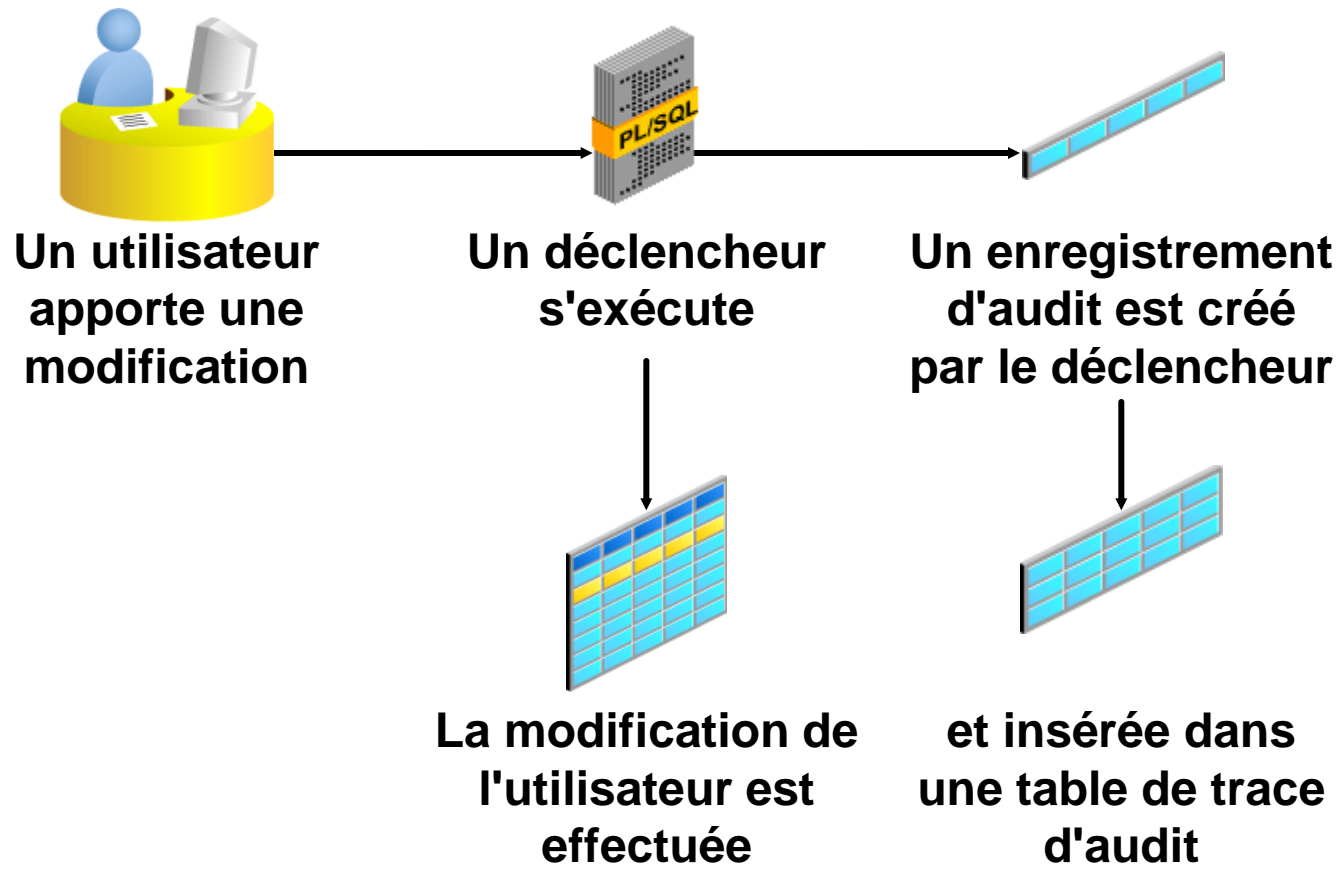 PL/SQL
Un utilisateur
apporte une
modification
Un déclencheur
s'exécute
Un enregistrement
d'audit est créé
par le déclencheur
La modification de
l'utilisateur est
effectuée
et insérée dans
une table de trace
d'audit